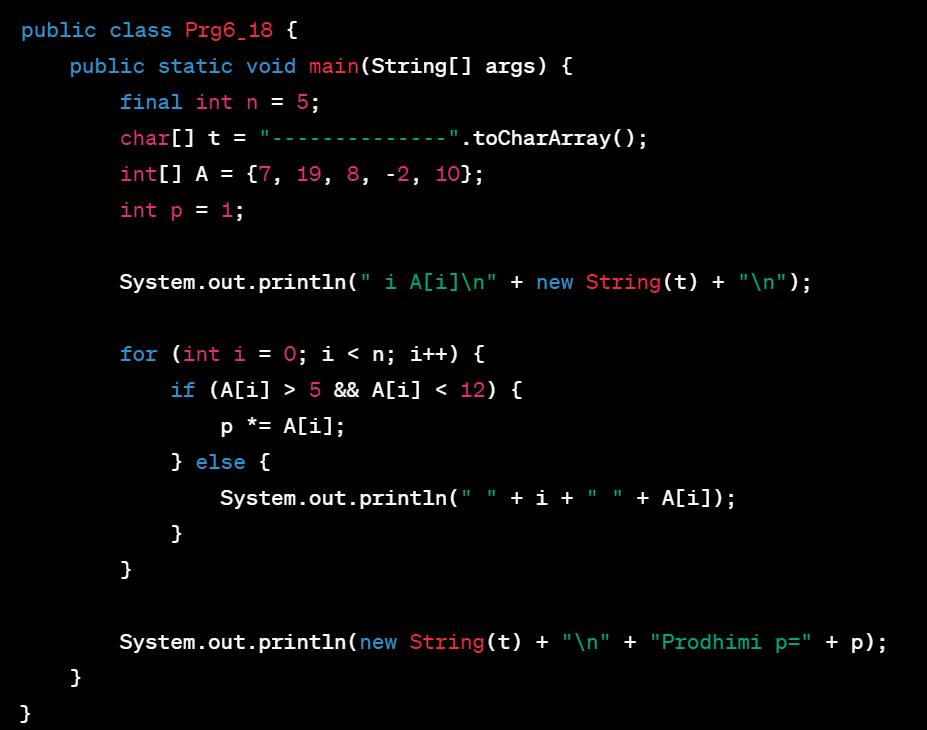 public class Prg6_18 {
    public static void main(String[] args) {
        final int n = 5;
        char[] t = "--------------".toCharArray();
        int[] A = {7, 19, 8, -2, 10};
        int p = 1;

        System.out.println(" i A[i]\n" + new String(t) + "\n");

        for (int i = 0; i < n; i++) {
            if (A[i] > 5 && A[i] < 12) {
                p *= A[i];
            } else {
                System.out.println(" " + i + " " + A[i]);
            }
        }

        System.out.println(new String(t) + "\n" + "Prodhimi p=" + p);
    }
}